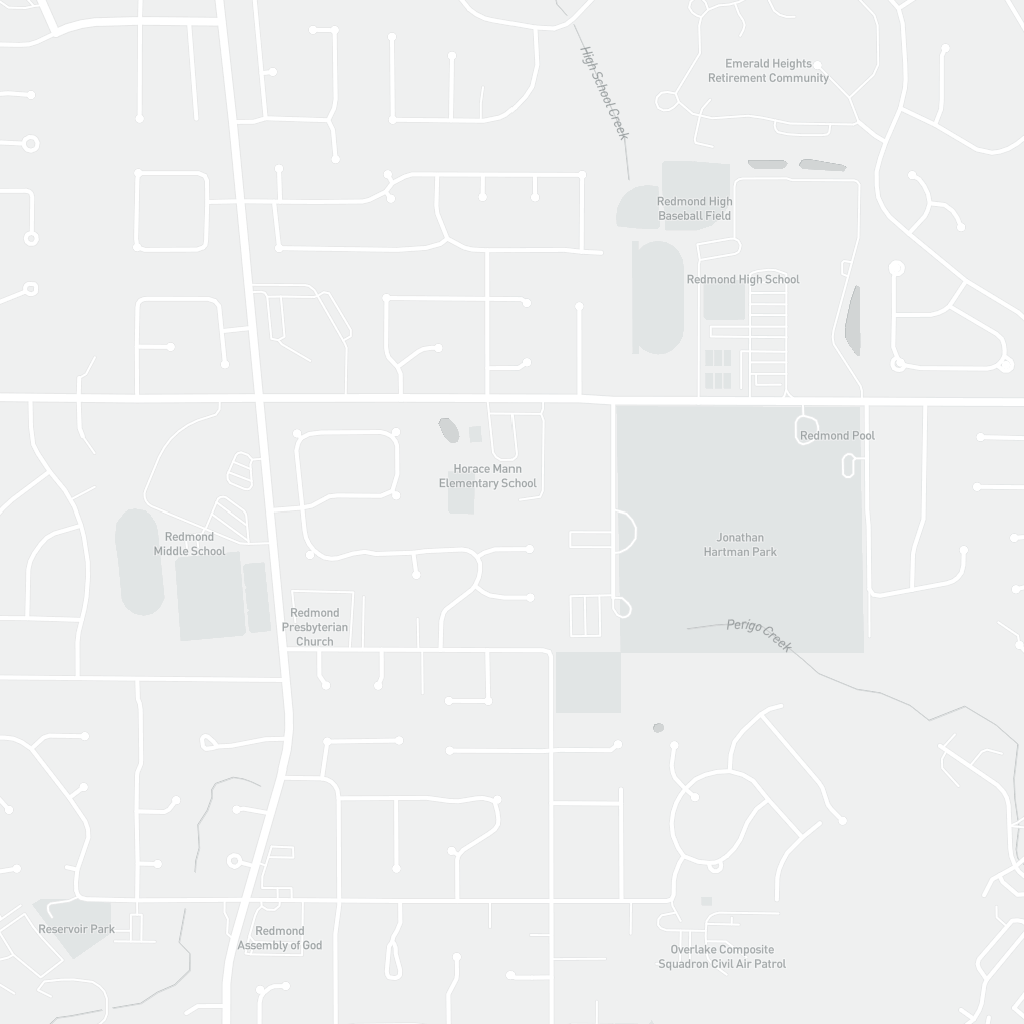 Emerald Heights
Retirement Community
High School Creek
Redmond High
Baseball Field
Redmond High School
Redmond Pool
Horace Mann
Elementary School
Redmond
Middle School
Jonathan
Hartman Park
Redmond
Presbyterian
Church
Perigo Creek
Reservoir Park
Redmond
Assembly of God
Overlake Composite
Squadron Civil Air Patrol